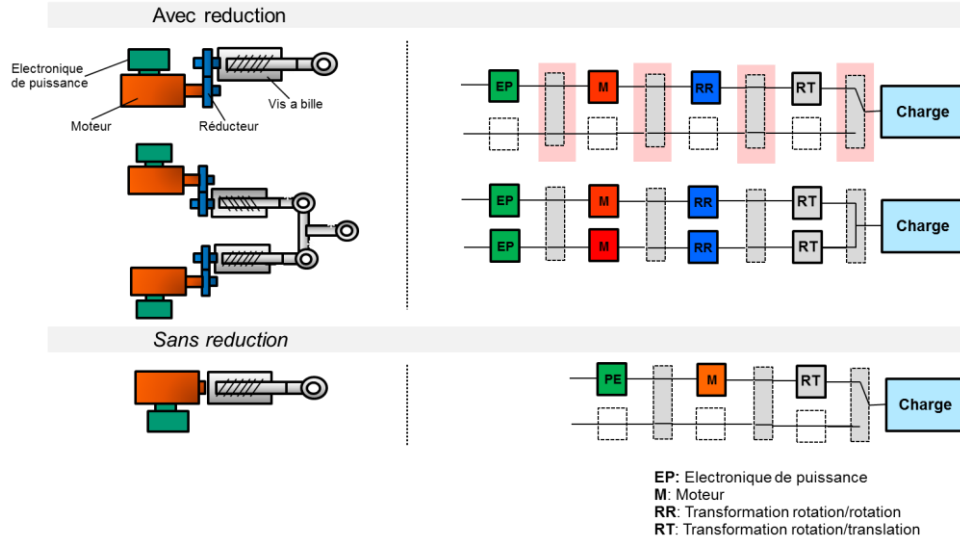 Avec reduction
Electronique
de puissance
Moteur
Réducteur
Vis a bille
EP
M
RR
RT
Charge
EP
M
RR
RT
Charge
EP
M
RR
RT
Sans reduction
PE
M
RT
Charge
EP: Electronique de puissance
M: Moteur
RR: Transformation rotation/rotation
RT: Transformation rotation/translation